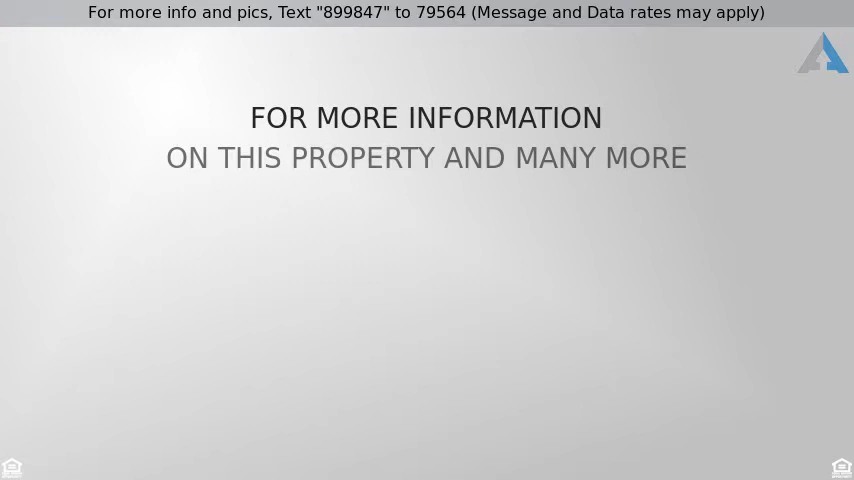 For more info and pics, Text "899847" to 79564 (Message and Data rates may apply)
FOR MORE INFORMATION
ON THIS PROPERTY AND MANY MORE